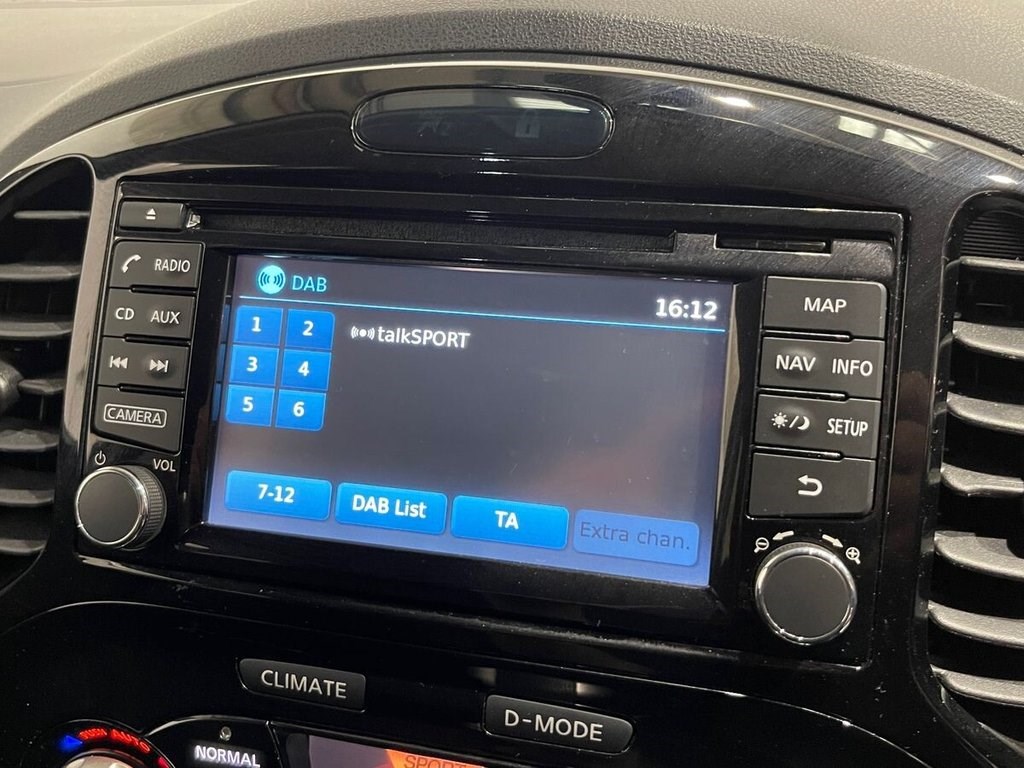 RADIO
CD AUX
CAMERA
VOL
DAB
16:12
1 2
3 4
5 6
talkSPORT
7-12 DAB List TA Extra chan.
MAP
NAV INFO
SETUP
CLIMATE
D-MODE
NORMAL
SPORT